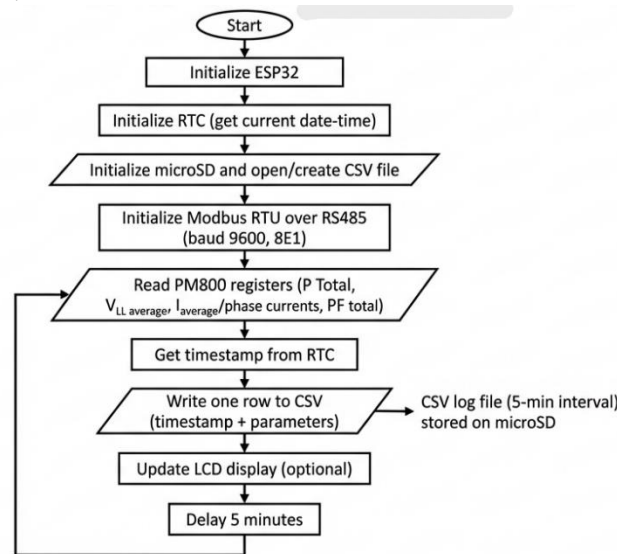 Start
Initialize ESP32
Initialize RTC (get current date-time)
Initialize microSD and open/create CSV file
Initialize Modbus RTU over RS485
(baud 9600, 8E1)
Read PM800 registers (P Total,
VLL average, Iaverage/phase currents, PF total)
Get timestamp from RTC
Write one row to CSV
(timestamp + parameters)
CSV log file (5-min interval)
stored on microSD
Update LCD display (optional)
Delay 5 minutes